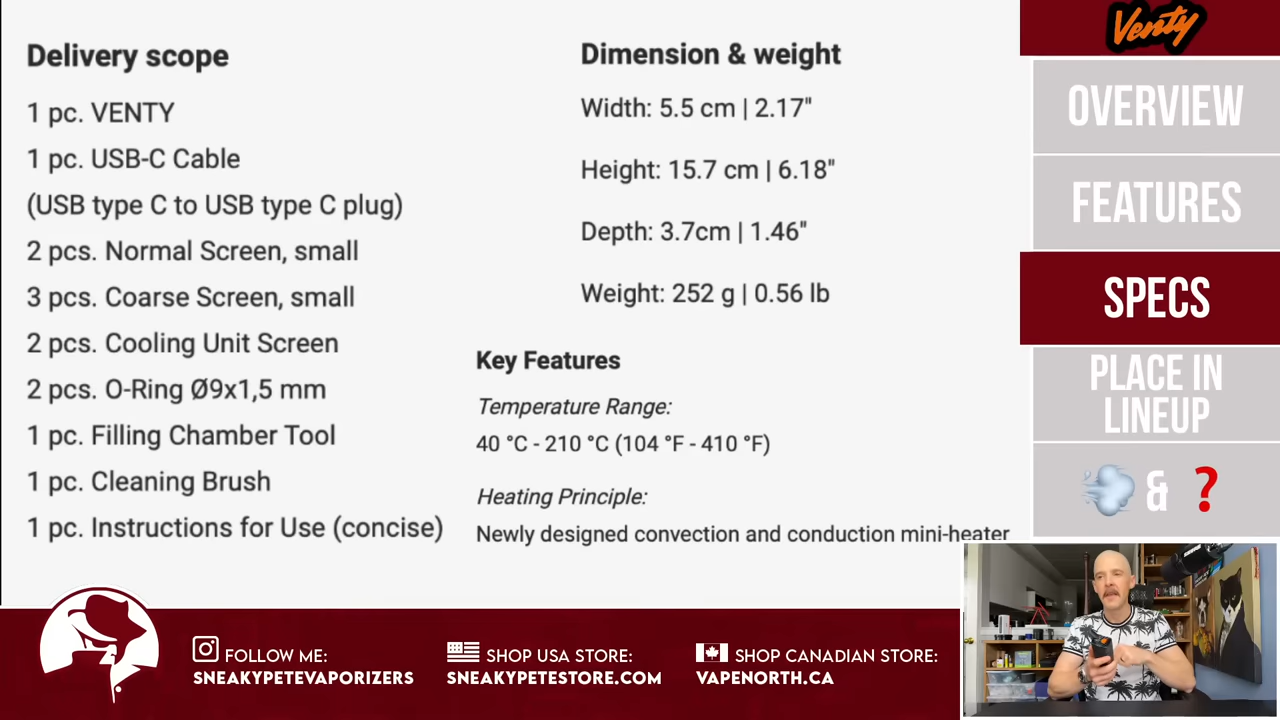 Delivery scope
1 pc. VENTY
1 pc. USB-C Cable
(USB type C to USB type C plug)
2 pcs. Normal Screen, small
3 pcs. Coarse Screen, small
2 pcs. Cooling Unit Screen
2 pcs. O-Ring Ø9x1,5 mm
1 pc. Filling Chamber Tool
1 pc. Cleaning Brush
1 pc. Instructions for Use (concise)
Dimension & weight
Width: 5.5 cm | 2.17"
Height: 15.7 cm | 6.18"
Depth: 3.7cm | 1.46"
Weight: 252 g | 0.56 lb
Key Features
Temperature Range:
40 °C - 210 °C (104 °F - 410 °F)
Heating Principle:
Newly designed convection and conduction mini-heater
Venty
OVERVIEW
FEATURES
SPECS
PLACE IN
LINEUP
& ?
FOLLOW ME:
SNEAKYPETEVAPORIZERS
SHOP USA STORE:
SNEAKYPETESTORE.COM
SHOP CANADIAN STORE:
VAPENORTH.CA